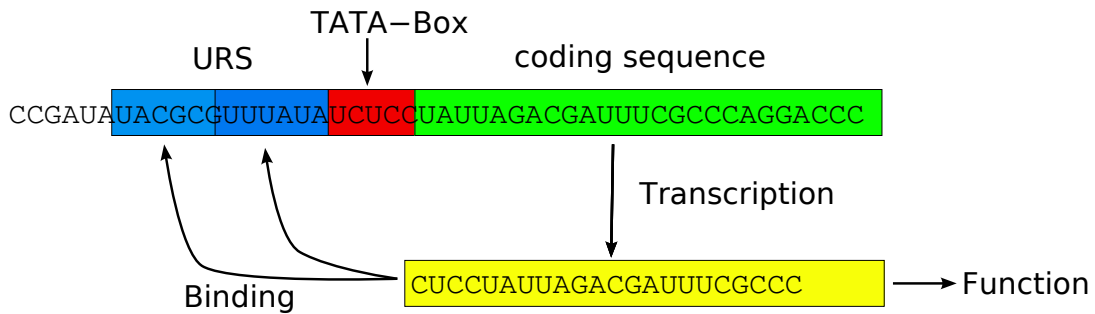 TATA−Box
URS
coding sequence
CCGAUAUACGCGUUUAUAUCUCCUAUUAGACGAUUUCGCCCAGGACCC
Transcription
CUCCUAUUAGACGAUUUCGCCC
Function
Binding